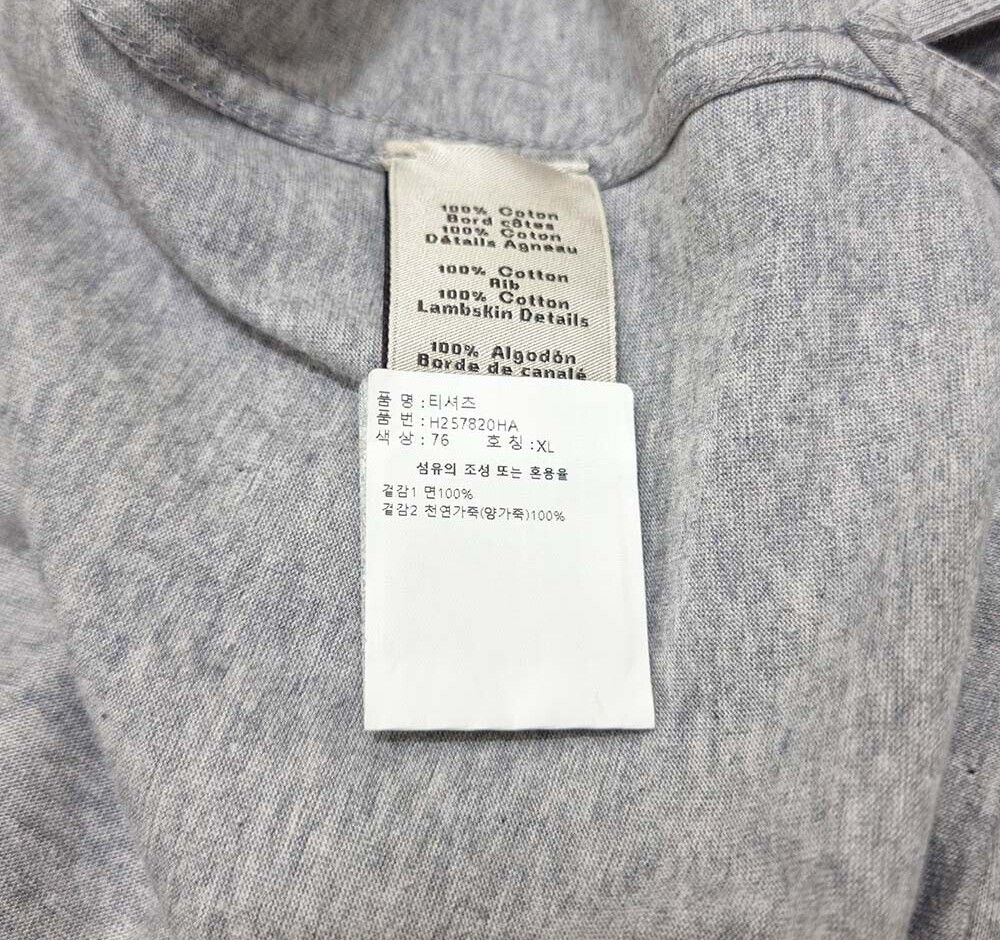 100% Coton
Bord côtes
100% Coton
Détails Agneau
100% Cotton
Rib
100% Cotton
Lambskin Details
100% Algodón
Borde de canalé
품 명 : 티셔츠
품 번 : H257820HA
색 상 : 76 호 칭 : XL
섬유의 조성 또는 혼용율
겉감1 면100%
겉감2 천연가죽(양가죽)100%